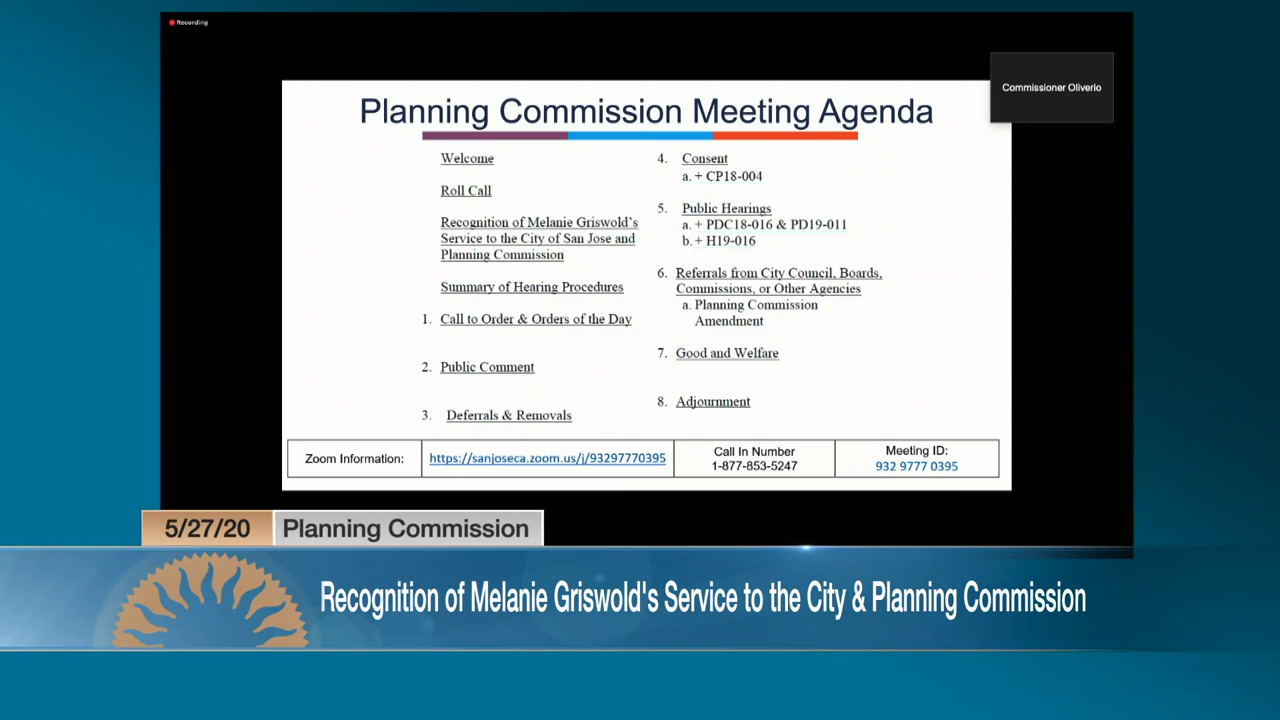 Recording
Commissioner Oliverio
Planning Commission Meeting Agenda
Welcome
Roll Call
Recognition of Melanie Griswold's
Service to the City of San Jose and
Planning Commission
Summary of Hearing Procedures
1. Call to Order & Orders of the Day
2. Public Comment
3. Deferrals & Removals
4. Consent
a. + CP18-004
5. Public Hearings
a. + PDC18-016 & PD19-011
b. + H19-016
6. Referrals from City Council, Boards,
Commissions, or Other Agencies
a. Planning Commission
Amendment
7. Good and Welfare
8. Adjournment
Zoom Information:
https://sanjoseca.zoom.us/j/93297770395
Call In Number
1-877-853-5247
Meeting ID:
932 9777 0395
5/27/20 Planning Commission
Recognition of Melanie Griswold's Service to the City & Planning Commission